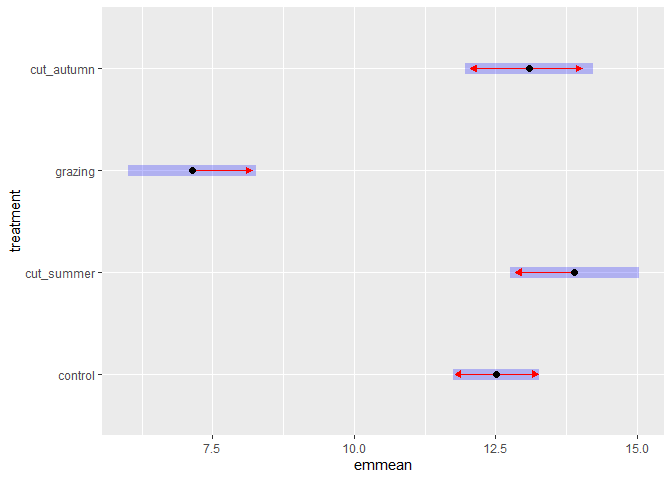 cut_autumn
grazing
cut_summer
control
treatment
7.5 10.0 12.5 15.0
emmean